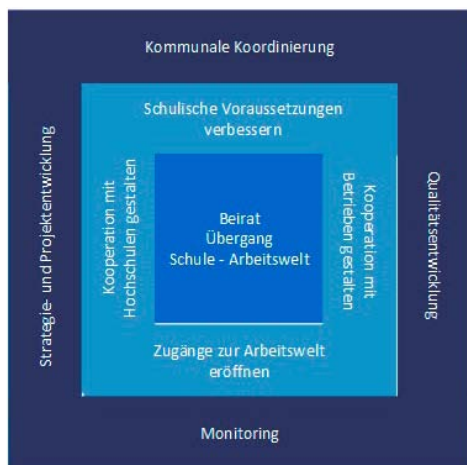 Kommunale Koordinierung
Schulische Voraussetzungen
verbessern
Strategie- und Projektentwicklung
Kooperation mit
Hochschulen gestalten
Beirat
Übergang
Schule - Arbeitswelt
Kooperation mit
Betrieben gestalten
Qualitätsentwicklung
Zugänge zur Arbeitswelt
eröffnen
Monitoring